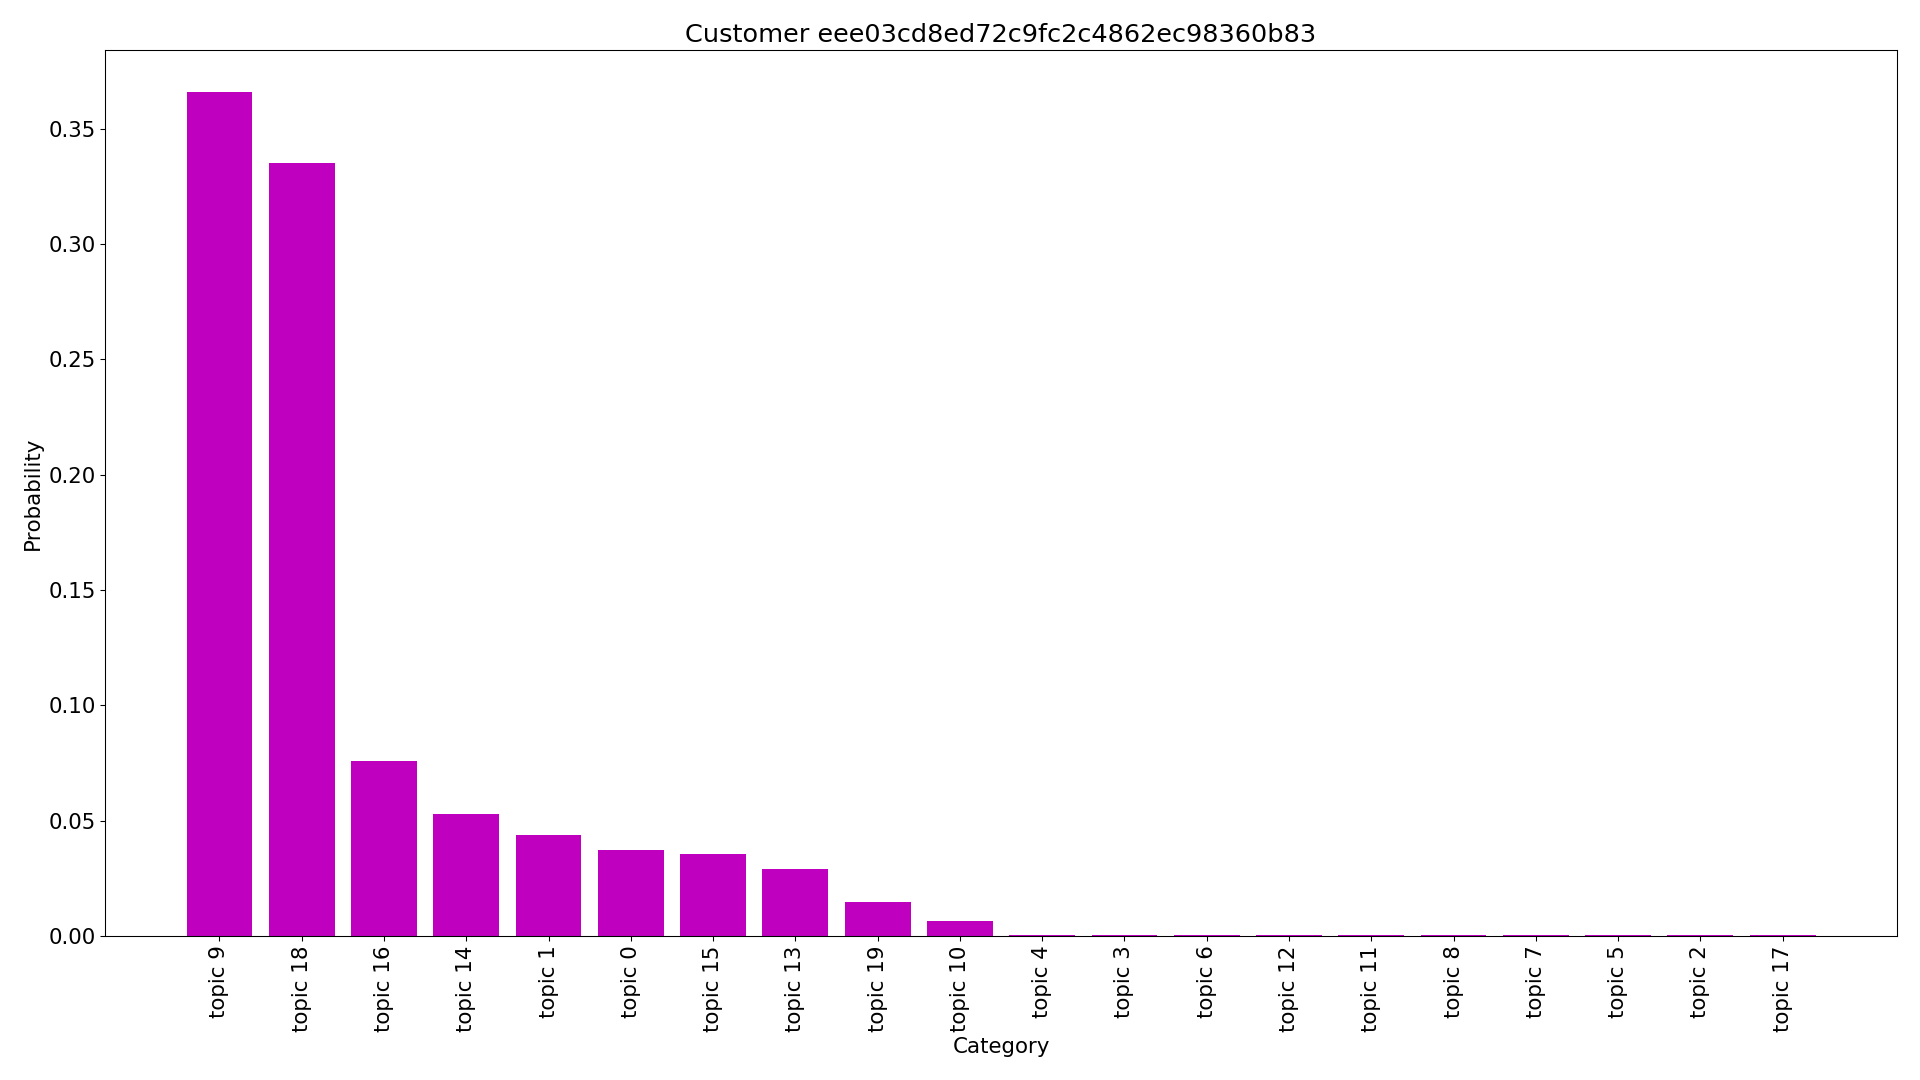 Customer eee03cd8ed72c9fc2c4862ec98360b83
Probability
0.35
0.30
0.25
0.20
0.15
0.10
0.05
0.00
topic 9
topic 18
topic 16
topic 14
topic 1
topic 0
topic 15
topic 13
topic 19
topic 10
topic 4
topic 3
topic 6
topic 12
topic 11
topic 8
topic 7
topic 5
topic 2
topic 17
Category